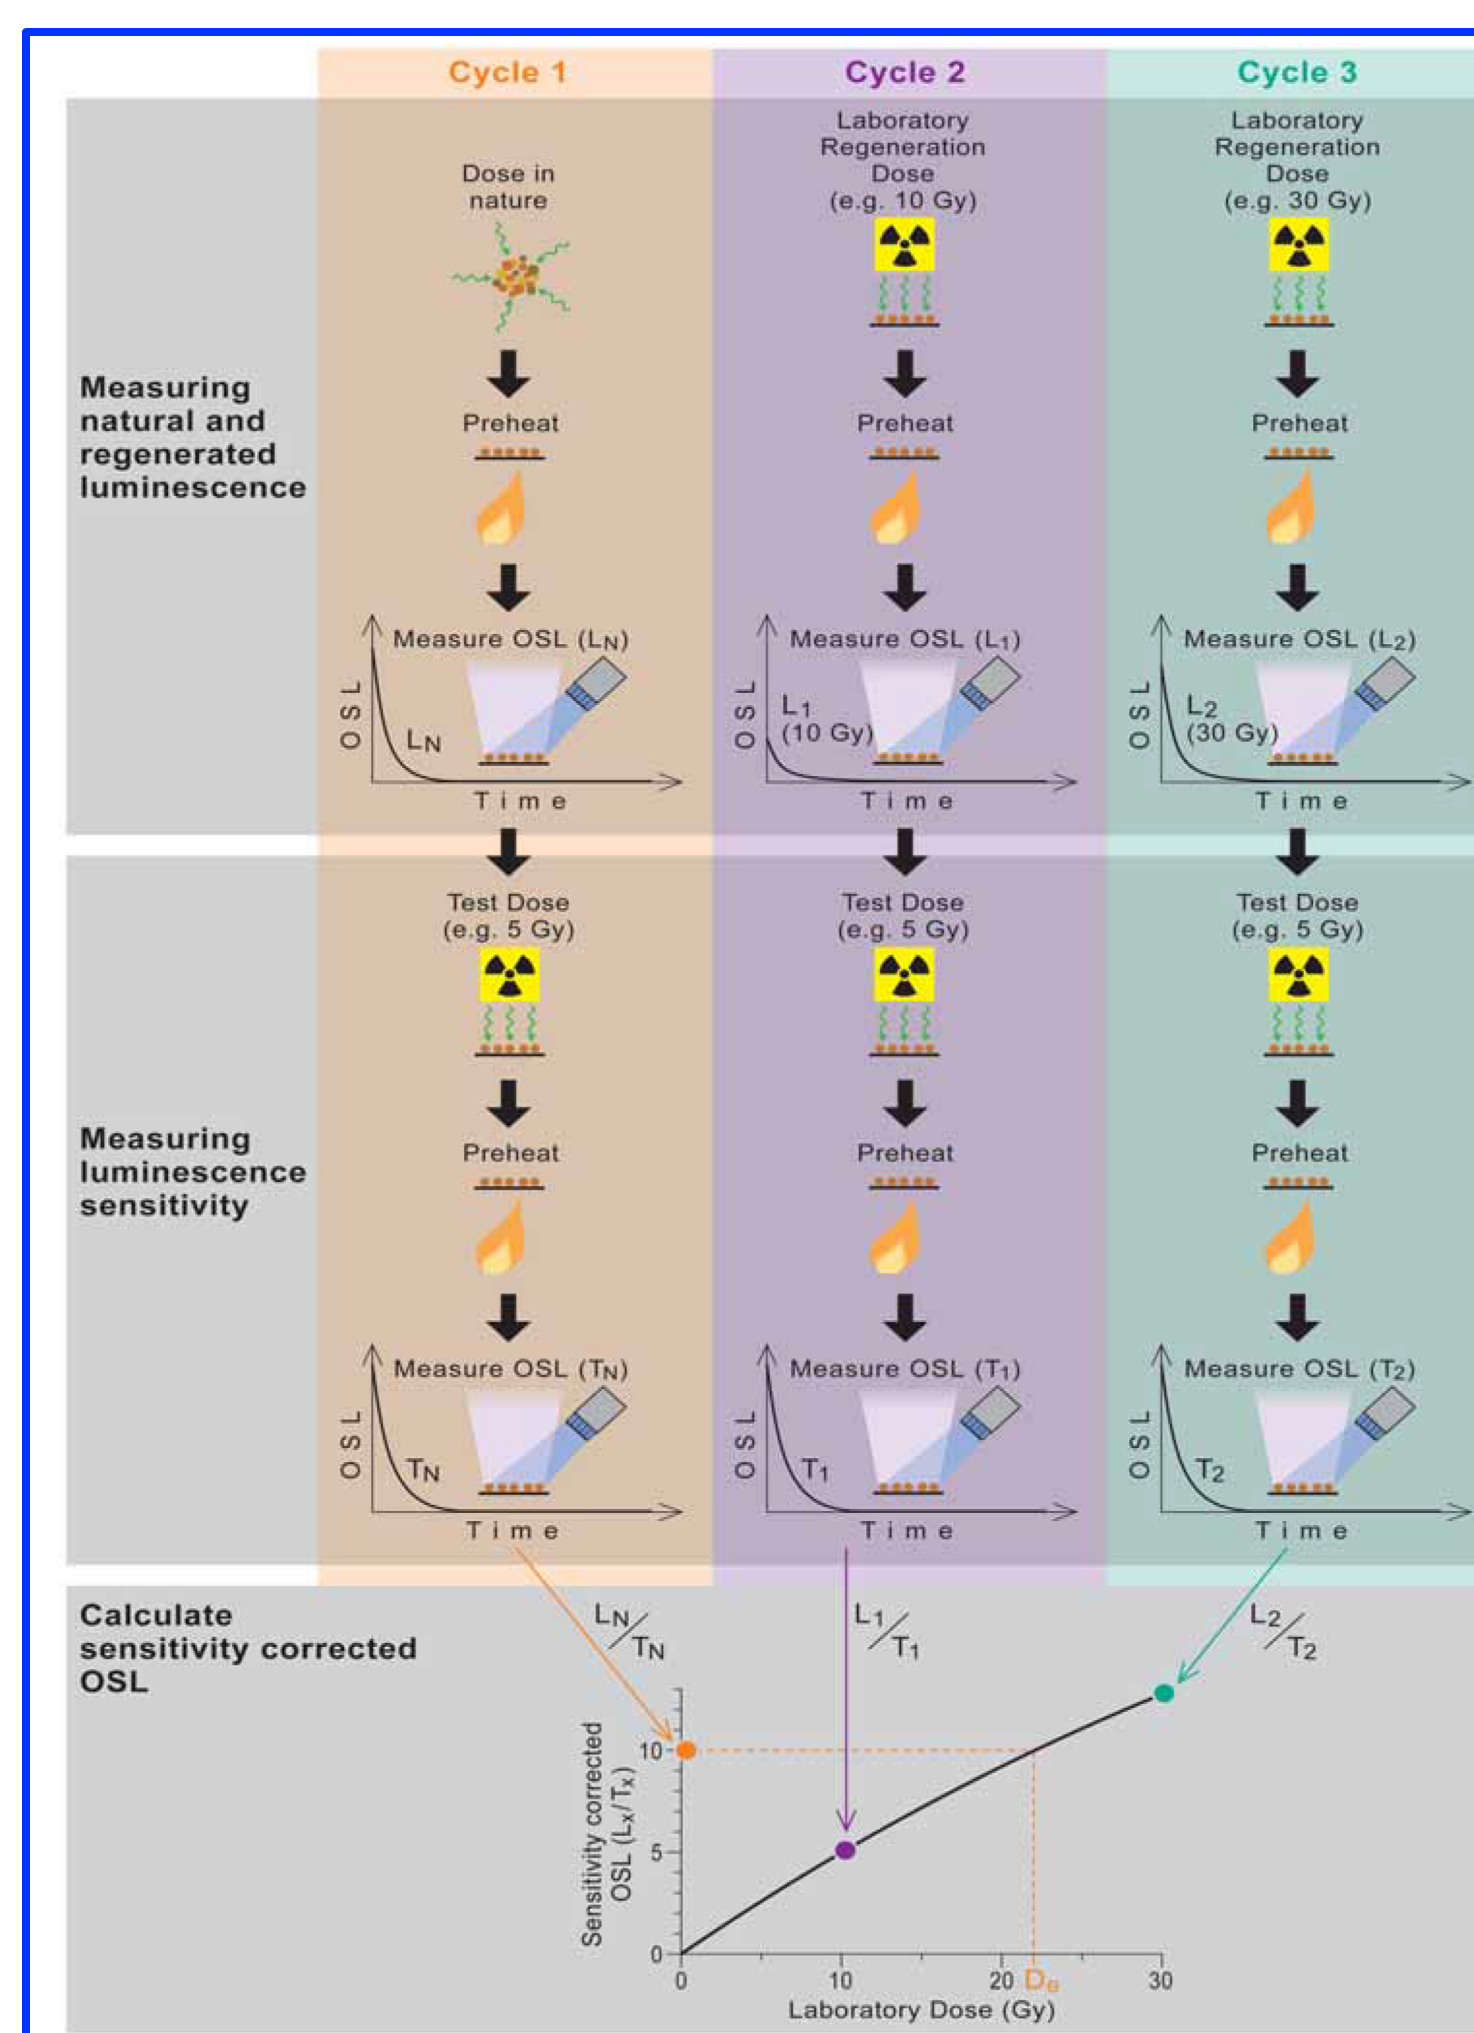 Cycle 1
Cycle 2
Cycle 3
Measuring
natural and
regenerated
luminescence
Dose in
nature
Preheat
Measure OSL (LN)
OSL
LN
Time
Laboratory
Regeneration
Dose
(e.g. 10 Gy)
Preheat
Measure OSL (L1)
OSL
L1
(10 Gy)
Time
Laboratory
Regeneration
Dose
(e.g. 30 Gy)
Preheat
Measure OSL (L2)
OSL
L2
(30 Gy)
Time
Measuring
luminescence
sensitivity
Test Dose
(e.g. 5 Gy)
Preheat
Measure OSL (TN)
OSL
TN
Time
Test Dose
(e.g. 5 Gy)
Preheat
Measure OSL (T1)
OSL
T1
Time
Test Dose
(e.g. 5 Gy)
Preheat
Measure OSL (T2)
OSL
T2
Time
Calculate
sensitivity corrected
OSL
LN/TN
L1/T1
L2/T2
Sensitivity corrected
OSL (Lx/Tx)
10
5
0
0
10
20
De
30
Laboratory Dose (Gy)